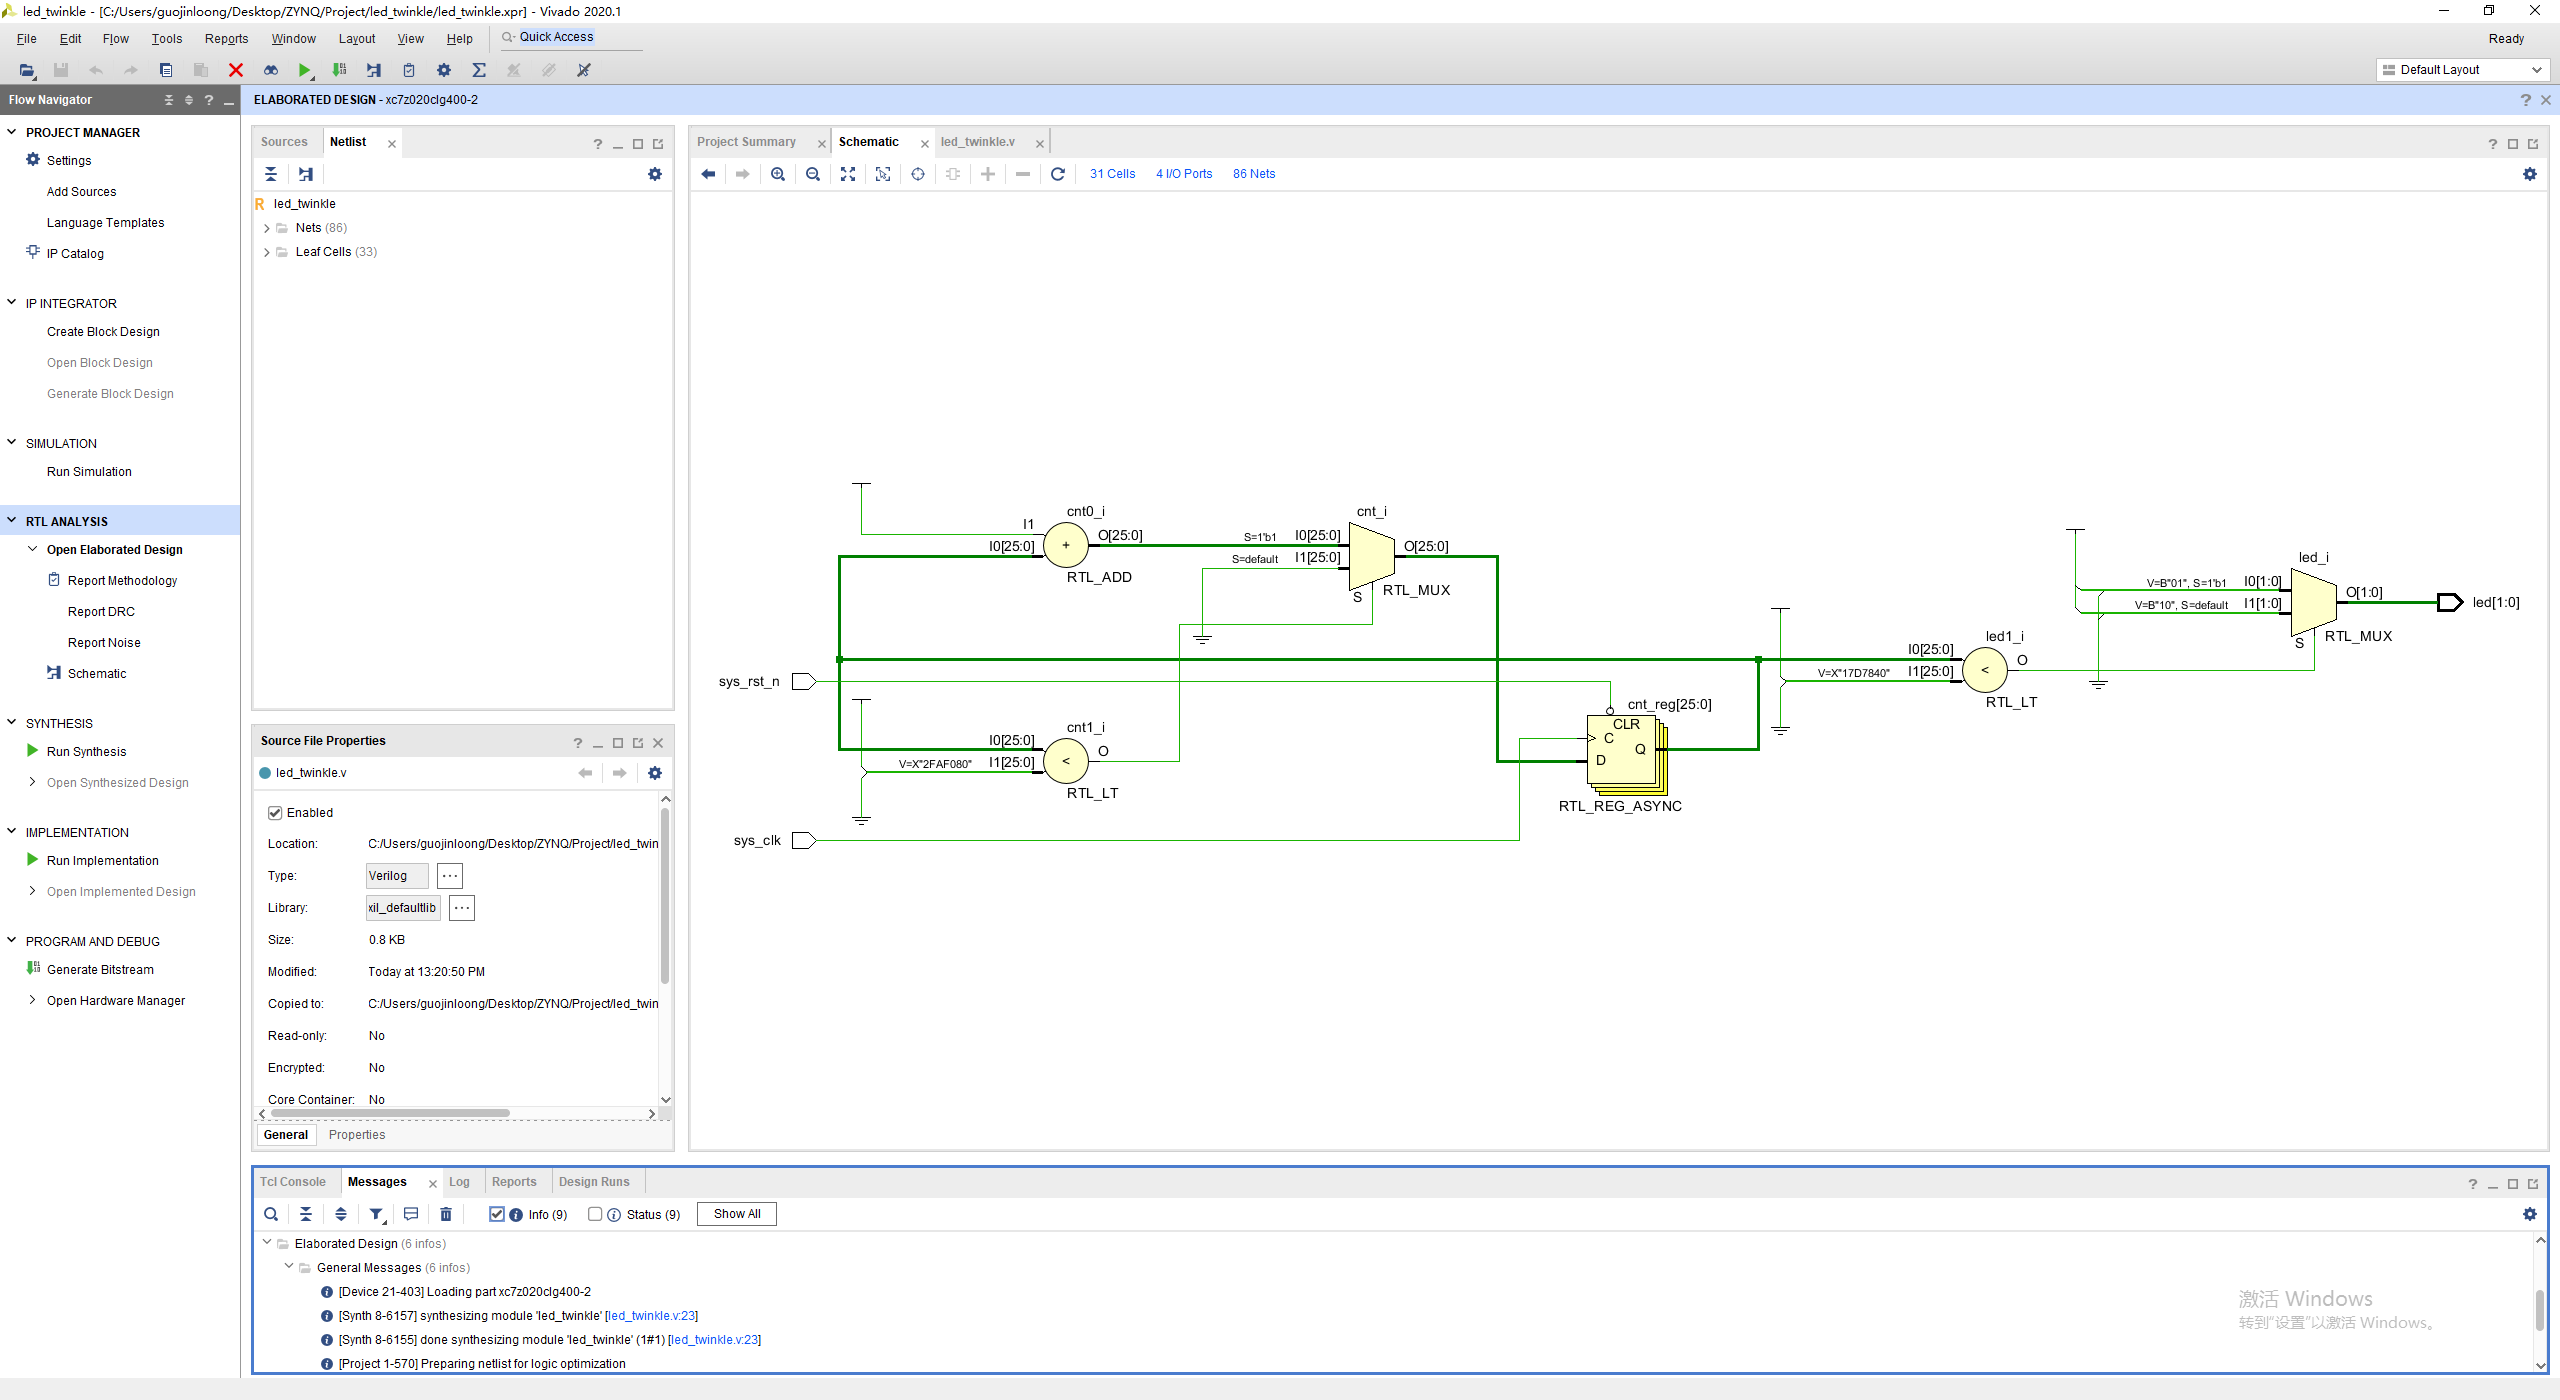 led_twinkle - [C:/Users/guojinloong/Desktop/ZYNQ/Project/led_twinkle/led_twinkle.xpr] - Vivado 2020.1
File Edit Flow Tools Reports Window Layout View Help Quick Access
Ready
Default Layout
Flow Navigator
ELABORATED DESIGN - xc7z020clg400-2
PROJECT MANAGER
Settings
Add Sources
Language Templates
IP Catalog
IP INTEGRATOR
Create Block Design
Open Block Design
Generate Block Design
SIMULATION
Run Simulation
RTL ANALYSIS
Open Elaborated Design
Report Methodology
Report DRC
Report Noise
Schematic
SYNTHESIS
Run Synthesis
Open Synthesized Design
IMPLEMENTATION
Run Implementation
Open Implemented Design
PROGRAM AND DEBUG
Generate Bitstream
Open Hardware Manager
Sources Netlist
led_twinkle
Nets (86)
Leaf Cells (33)
Source File Properties
led_twinkle.v
Enabled
Location: C:/Users/guojinloong/Desktop/ZYNQ/Project/led_twin
Type: Verilog
Library: xil_defaultlib
Size: 0.8 KB
Modified: Today at 13:20:50 PM
Copied to: C:/Users/guojinloong/Desktop/ZYNQ/Project/led_twin
Read-only: No
Encrypted: No
Core Container: No
General Properties
Project Summary Schematic led_twinkle.v
31 Cells 4 I/O Ports 86 Nets
cnt0_i
I1
I0[25:0]
+
O[25:0]
RTL_ADD
cnt_i
S=1'b1 I0[25:0]
S=default I1[25:0]
O[25:0]
S
RTL_MUX
sys_rst_n
cnt1_i
I0[25:0]
V=X"2FAF080" I1[25:0]
<
O
RTL_LT
sys_clk
cnt_reg[25:0]
CLR
C
Q
D
RTL_REG_ASYNC
led1_i
I0[25:0]
V=X"17D7840" I1[25:0]
<
O
RTL_LT
led_i
V=B"01", S=1'b1 I0[1:0]
V=B"10", S=default I1[1:0]
O[1:0]
S
RTL_MUX
led[1:0]
Tcl Console Messages Log Reports Design Runs
Info (9) Status (9) Show All
Elaborated Design (6 infos)
General Messages (6 infos)
[Device 21-403] Loading part xc7z020clg400-2
[Synth 8-6157] synthesizing module 'led_twinkle' [led_twinkle.v:23]
[Synth 8-6155] done synthesizing module 'led_twinkle' (1#1) [led_twinkle.v:23]
[Project 1-570] Preparing netlist for logic optimization
激活 Windows
转到"设置"以激活 Windows。